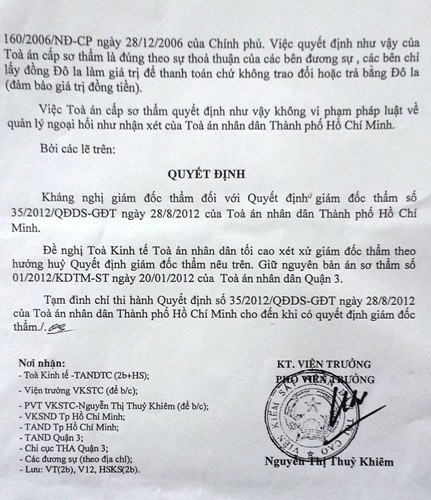 160/2006/NĐ-CP ngày 28/12/2006 của Chính phủ. Việc quyết định như vậy của
Toà án cấp sơ thẩm là đúng theo sự thoả thuận của các bên đương sự , các bên chỉ
lấy đồng Đô la làm giá trị để thanh toán chứ không trao đổi hoặc trả bằng Đô la
(đảm bảo giá trị đồng tiền).
Việc Toà án cấp sơ thẩm quyết định như vậy không vi phạm pháp luật về
quản lý ngoại hối như nhận xét của Toà án nhân dân Thành phố Hồ Chí Minh.
Bởi các lẽ trên:
QUYẾT ĐỊNH
Kháng nghị giám đốc thẩm đối với Quyết định giám đốc thẩm số
35/2012/QĐDS-GĐT ngày 28/8/2012 của Toà án nhân dân Thành phố Hồ Chí
Minh.
Đề nghị Toà Kinh tế Toà án nhân dân tối cao xét xử giám đốc thẩm theo
hướng huỷ Quyết định giám đốc thẩm nêu trên. Giữ nguyên bản án sơ thẩm số
01/2012/KDTM-ST ngày 20/01/2012 của Toà án nhân dân Quận 3.
Tạm đình chỉ thi hành Quyết định số 35/2012/QĐDS-GĐT ngày 28/8/2012
của Toà án nhân dân Thành phố Hồ Chí Minh cho đến khi có quyết định giám đốc
thẩm./.
Nơi nhận:
- Toà Kinh tế -TANDTC (2b+HS);
- Viện trưởng VKSTC (để b/c);
- PVT VKSTC-Nguyễn Thị Thuỷ Khiêm (để b/c);
- VKSND Tp Hồ Chí Minh;
- TAND Tp Hồ Chí Minh;
- TAND Quận 3;
- Chi cục THA Quận 3;
- Các đương sự (theo địa chỉ);
- Lưu: VT(2b), V12, HSKS(2b).
KT. VIỆN TRƯỞNG
PHÓ VIỆN TRƯỞNG
Nguyễn Thị Thuỷ Khiêm